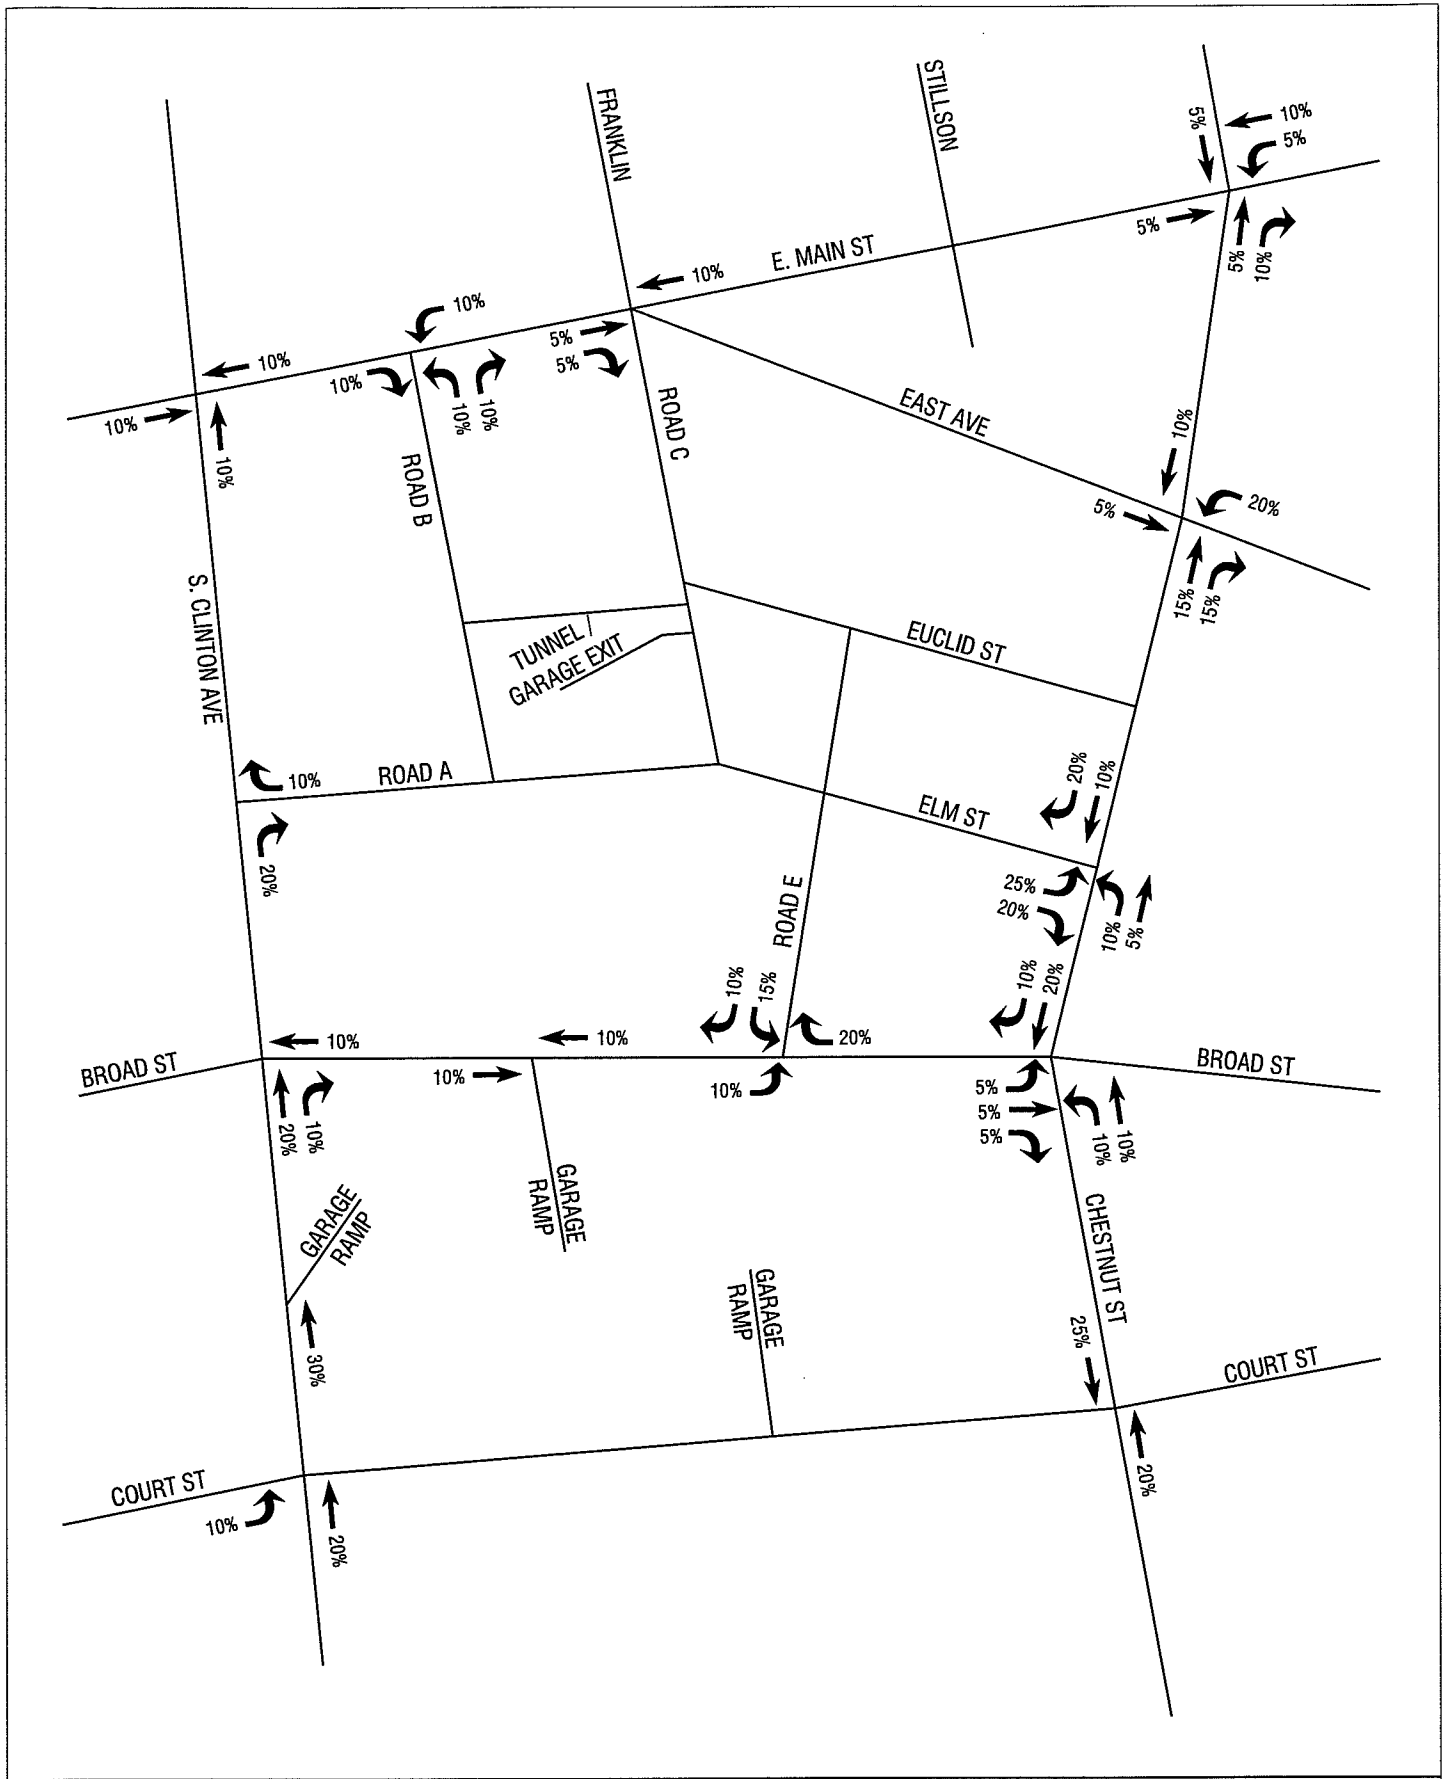 FRANKLIN
STILLSON
5%
10%
5%
5%
5%
10%
E. MAIN ST
10%
10%
10%
5%
5%
10%
10%
10%
10%
10%
ROAD B
ROAD C
EAST AVE
10%
5%
20%
15%
15%
S. CLINTON AVE
TUNNEL
GARAGE EXIT
EUCLID ST
10%
ROAD A
20%
10%
ELM ST
20%
25%
20%
10%
5%
ROAD E
10%
15%
10%
20%
BROAD ST
10%
10%
20%
BROAD ST
10%
10%
5%
5%
5%
20%
10%
10%
10%
GARAGE
RAMP
GARAGE
RAMP
GARAGE
RAMP
CHESTNUT ST
30%
25%
COURT ST
COURT ST
10%
20%
20%